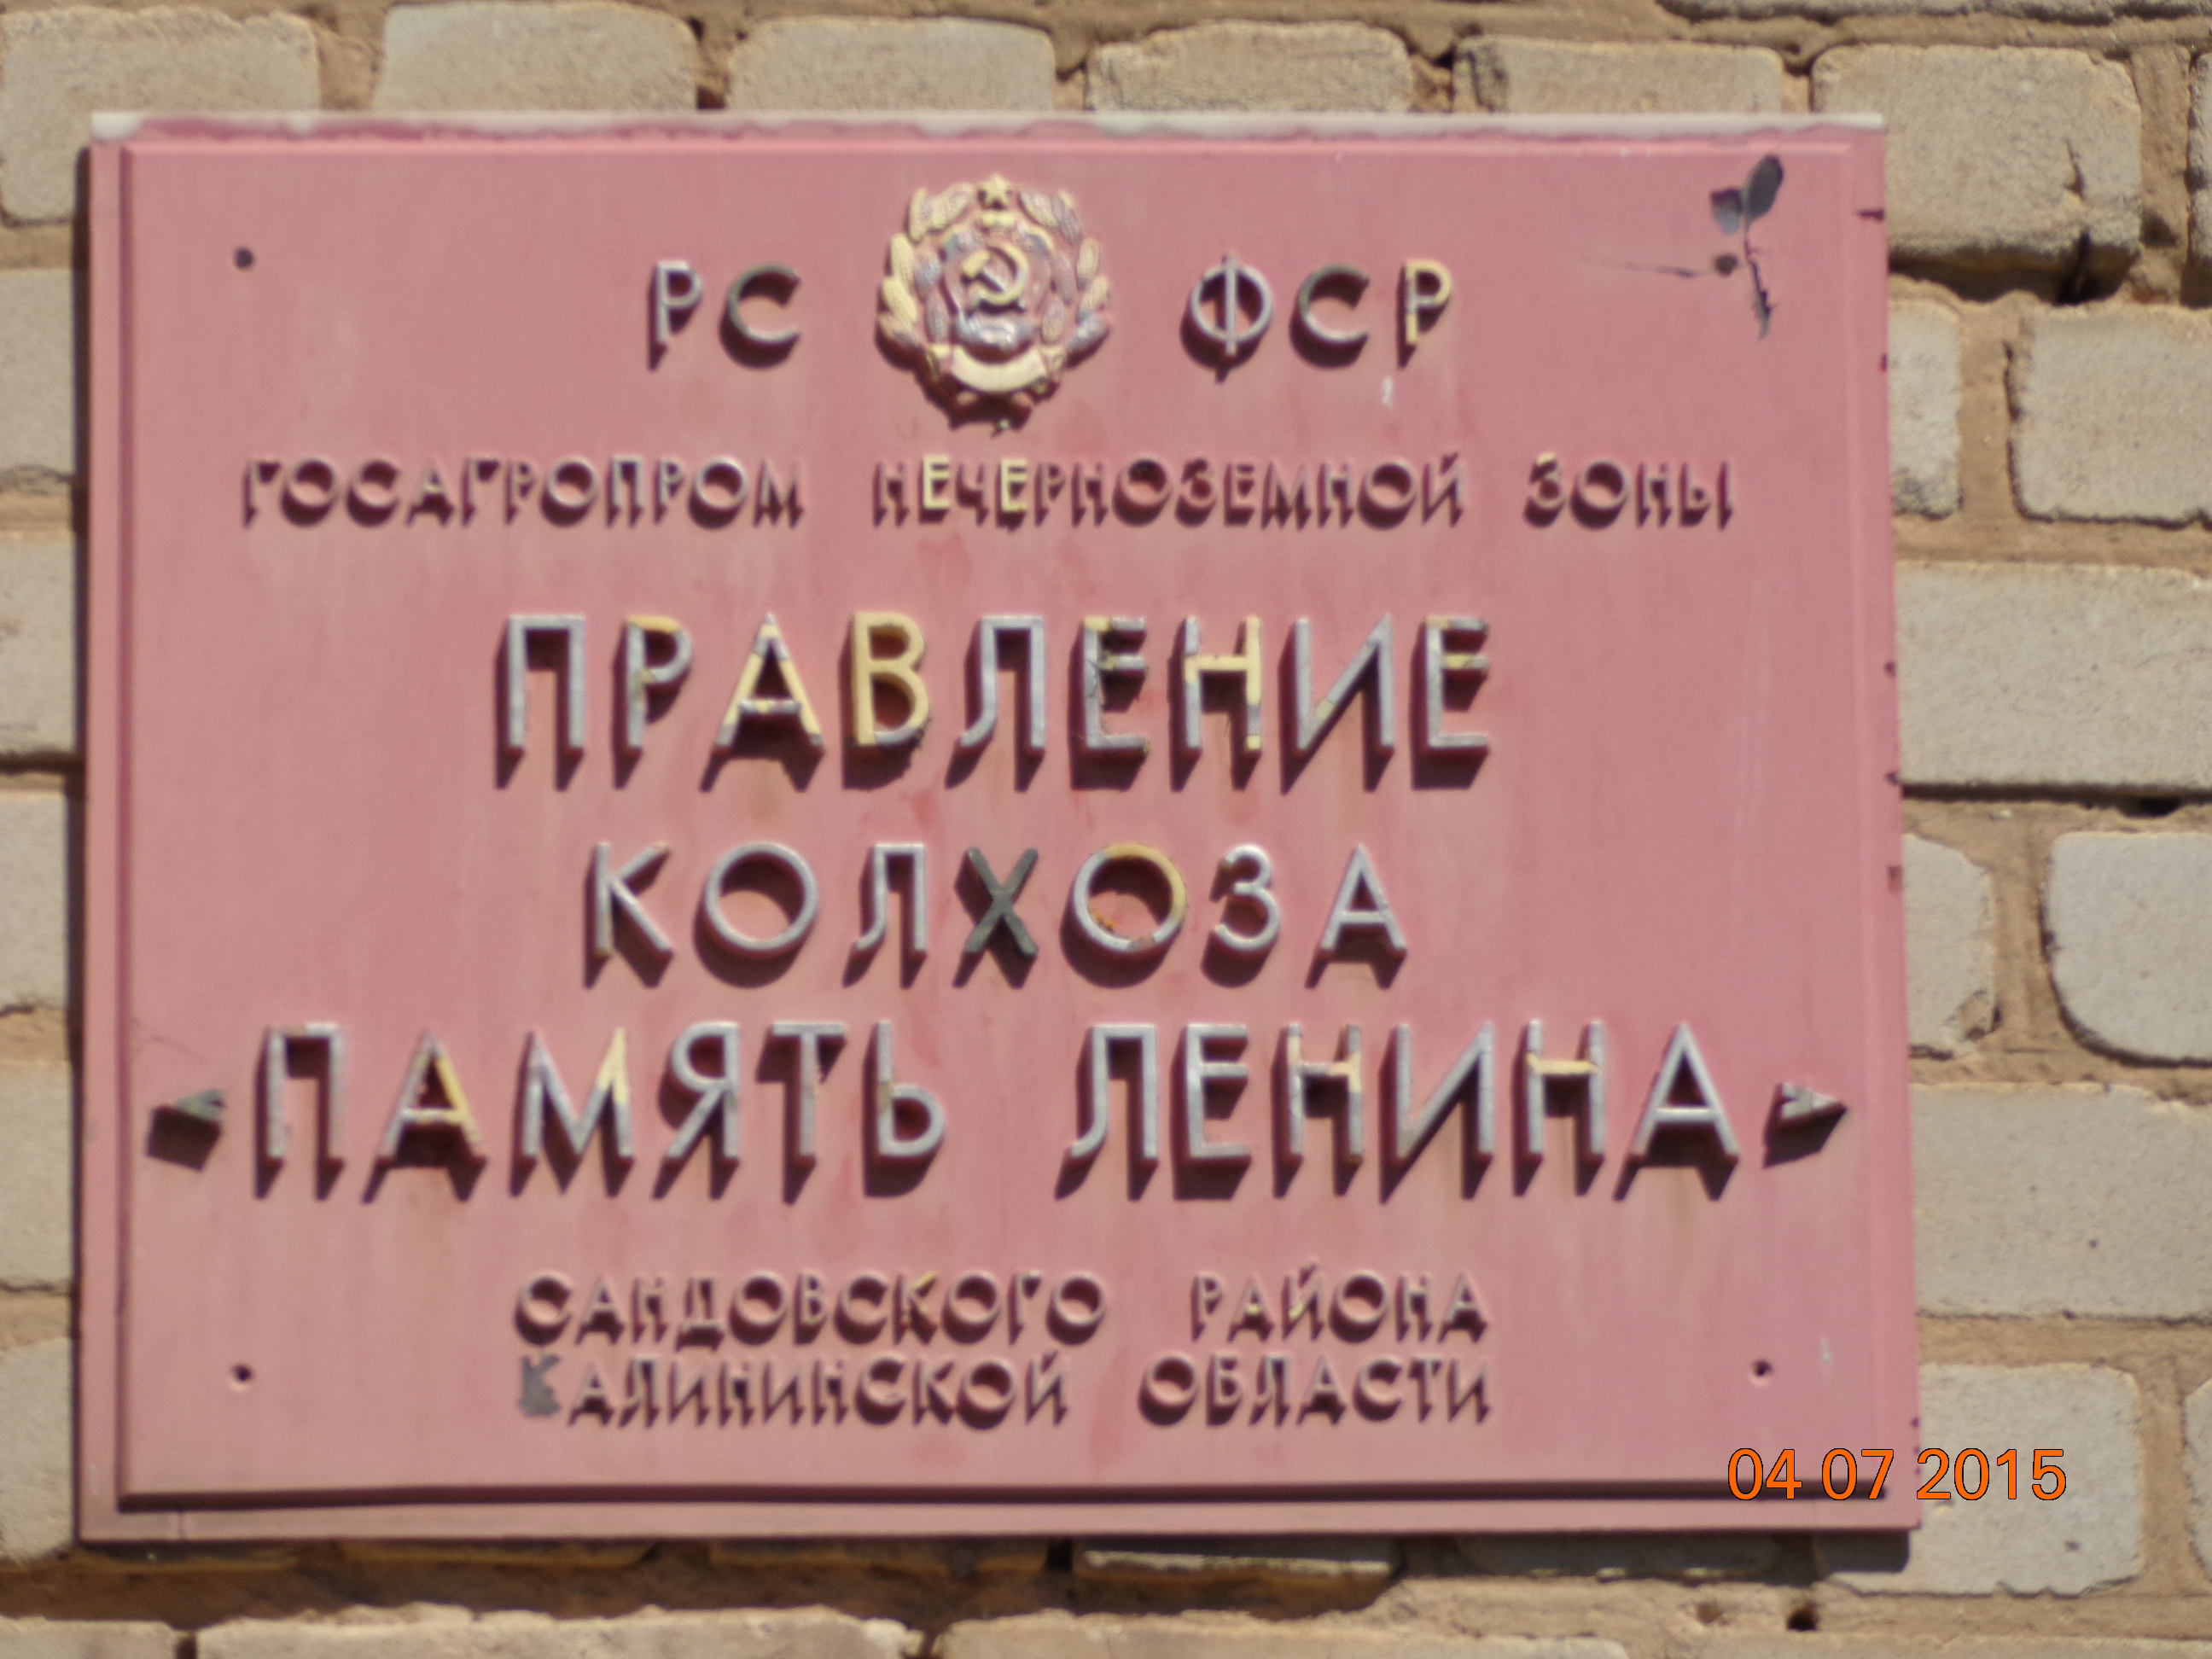 РС ФСР
ГОСАГРОПРОМ НЕЧЕРНОЗЕМНОЙ ЗОНЫ
ПРАВЛЕНИЕ
КОЛХОЗА
«ПАМЯТЬ ЛЕНИНА»
САНДОВСКОГО РАЙОНА
КАЛИНИНСКОЙ ОБЛАСТИ
04 07 2015